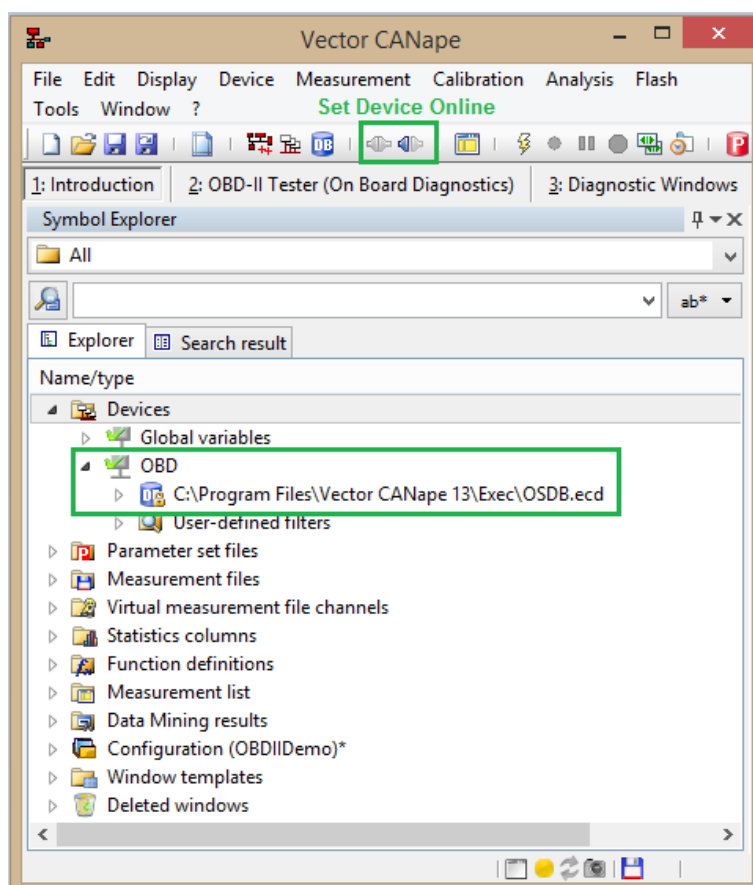 Vector CANape
File Edit Display Device Measurement Calibration Analysis Flash
Tools Window ? Set Device Online
DB P
1: Introduction 2: OBD-II Tester (On Board Diagnostics) 3: Diagnostic Windows
Symbol Explorer
All
ab*
Explorer Search result
Name/type
Devices
Global variables
OBD
C:\Program Files\Vector CANape 13\Exec\OSDB.ecd
User-defined filters
Parameter set files
Measurement files
Virtual measurement file channels
Statistics columns
Function definitions
Measurement list
Data Mining results
Configuration (OBDIIDemo)*
Window templates
Deleted windows